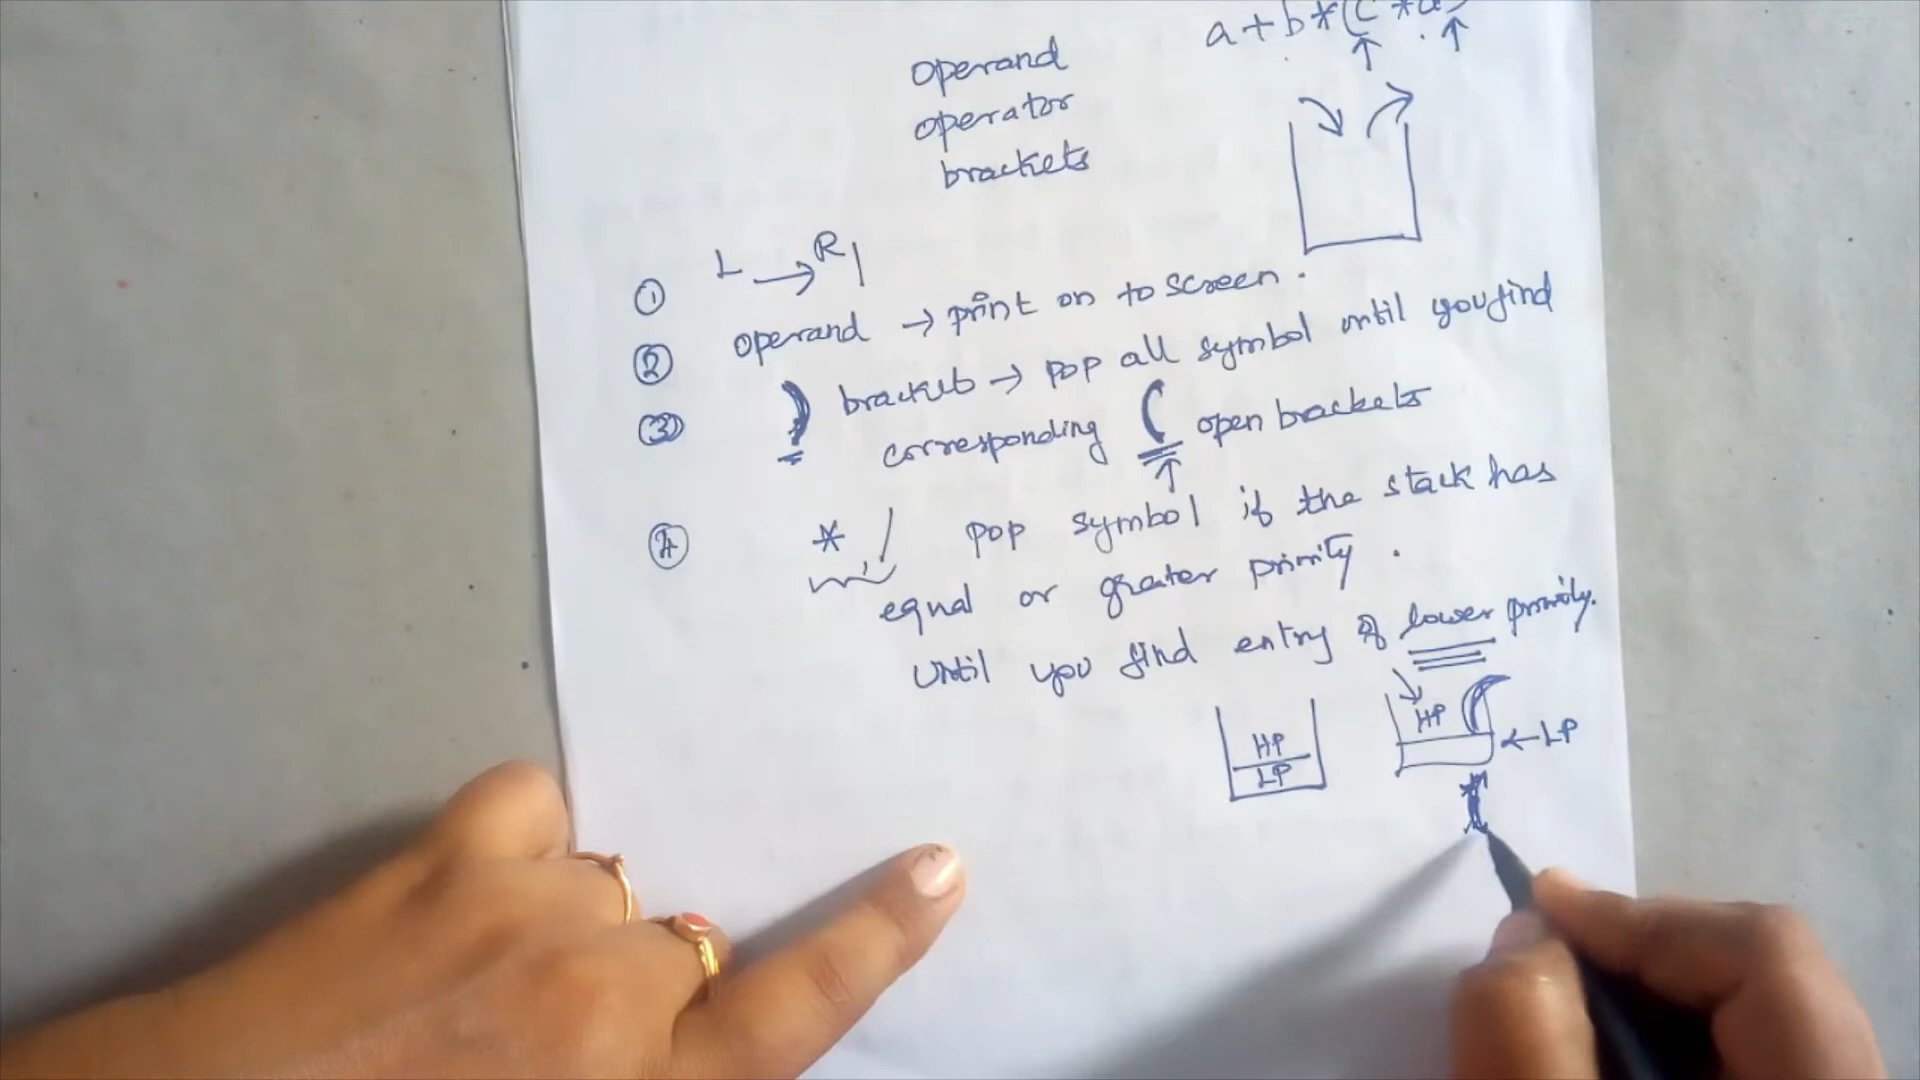 a+b*(c*d)
operand
operator
brackets
① L → R
② operand → print on to screen.
③ ) brackets → pop all symbol until you find
corresponding ( open brackets
④ * / pop symbol if the stack has
equal or greater priority.
Until you find entry of lower priority.
HP
LP
HP ( ← LP
(